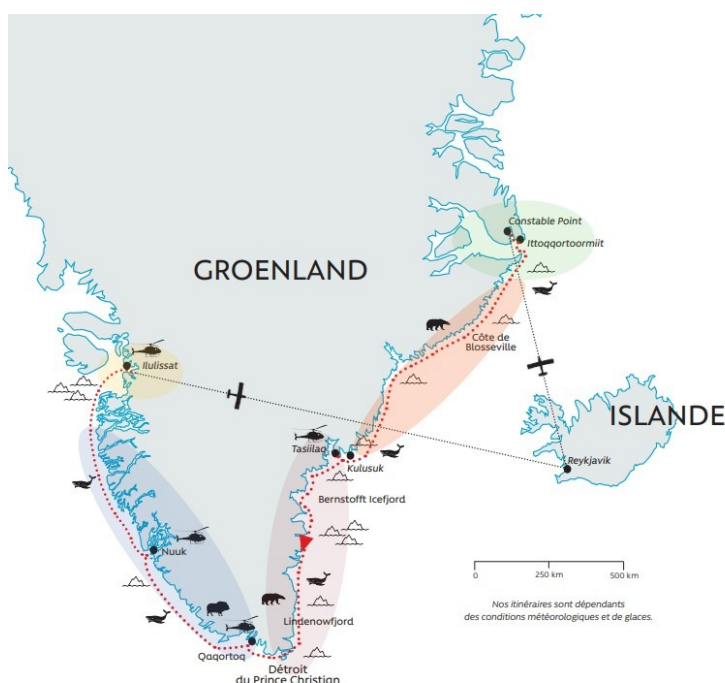 Constable Point
Ittoqqortoormiit
GROENLAND
Côte de
Blosseville
Ilulissat
ISLANDE
Tasiilaq
Kulusuk
Reykjavik
Bernstofft Icefjord
Nuuk
0 250 km 500 km
Nos itinéraires sont dépendants
des conditions météorologiques et de glaces.
Lindenowfjord
Qaqortoq
Détroit
du Prince Christian